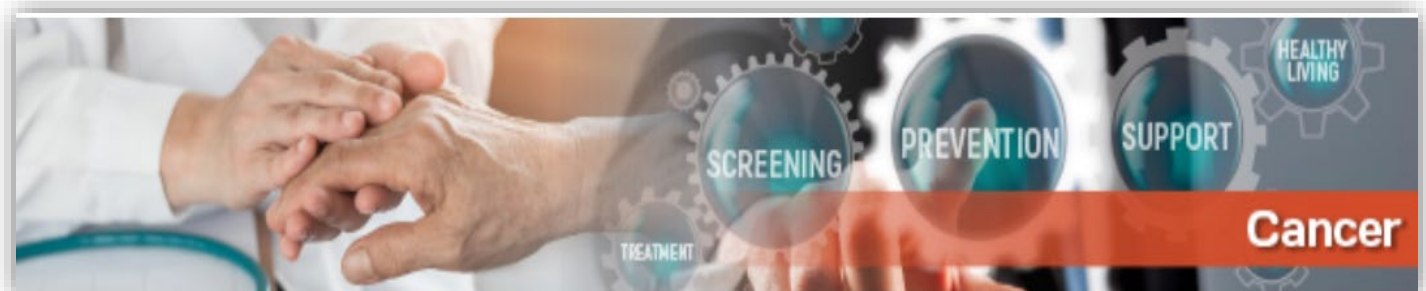 HEALTHY
LIVING
SUPPORT
PREVENTION
SCREENING
TREATMENT
Cancer